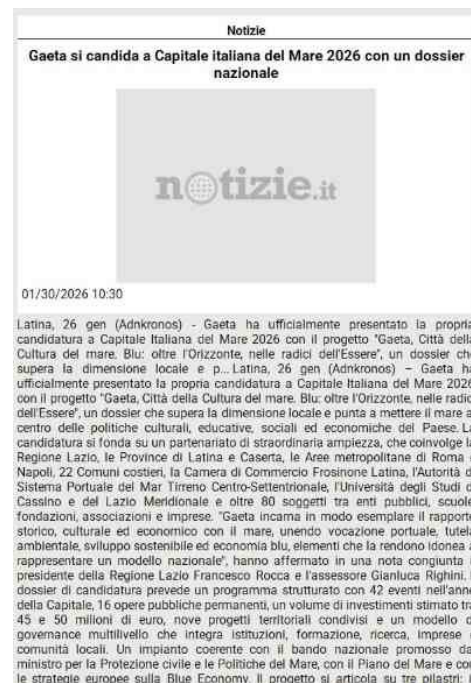 Notizie
Gaeta si candida a Capitale italiana del Mare 2026 con un dossier
nazionale
notizie.it
01/30/2026 10:30
Latina, 26 gen (Adnkronos) - Gaeta ha ufficialmente presentato la propria
candidatura a Capitale Italiana del Mare 2026 con il progetto "Gaeta, Città della
Cultura del mare. Blu: oltre l'Orizzonte, nelle radici dell'Essere", un dossier che
supera la dimensione locale e p... Latina, 26 gen (Adnkronos) – Gaeta ha
ufficialmente presentato la propria candidatura a Capitale Italiana del Mare 2026
con il progetto "Gaeta, Città della Cultura del mare. Blu: oltre l'Orizzonte, nelle radici
dell'Essere", un dossier che supera la dimensione locale e punta a mettere il mare al
centro delle politiche culturali, educative, sociali ed economiche del Paese. La
candidatura si fonda su un partenariato di straordinaria ampiezza, che coinvolge la
Regione Lazio, le Province di Latina e Caserta, le Aree metropolitane di Roma e
Napoli, 22 Comuni costieri, la Camera di Commercio Frosinone Latina, l'Autorità di
Sistema Portuale del Mar Tirreno Centro-Settentrionale, l'Università degli Studi di
Cassino e del Lazio Meridionale e oltre 80 soggetti tra enti pubblici, scuole,
fondazioni, associazioni e imprese. "Gaeta incarna in modo esemplare il rapporto
storico, culturale ed economico con il mare, unendo vocazione portuale, tutela
ambientale, sviluppo sostenibile ed economia blu, elementi che la rendono idonea a
rappresentare un modello nazionale", hanno affermato in una nota congiunta il
presidente della Regione Lazio Francesco Rocca e l'assessore Gianluca Righini. Il
dossier di candidatura prevede un programma strutturato con 42 eventi nell'anno
della Capitale, 16 opere pubbliche permanenti, un volume di investimenti stimato tra
45 e 50 milioni di euro, nove progetti territoriali condivisi e un modello di
governance multilivello che integra istituzioni, formazione, ricerca, imprese e
comunità locali. Un impianto coerente con il bando nazionale promosso dal
ministro per la Protezione civile e le Politiche del Mare, con il Piano del Mare e con
le strategie europee sulla Blue Economy. Il progetto si articola su tre pilastri: